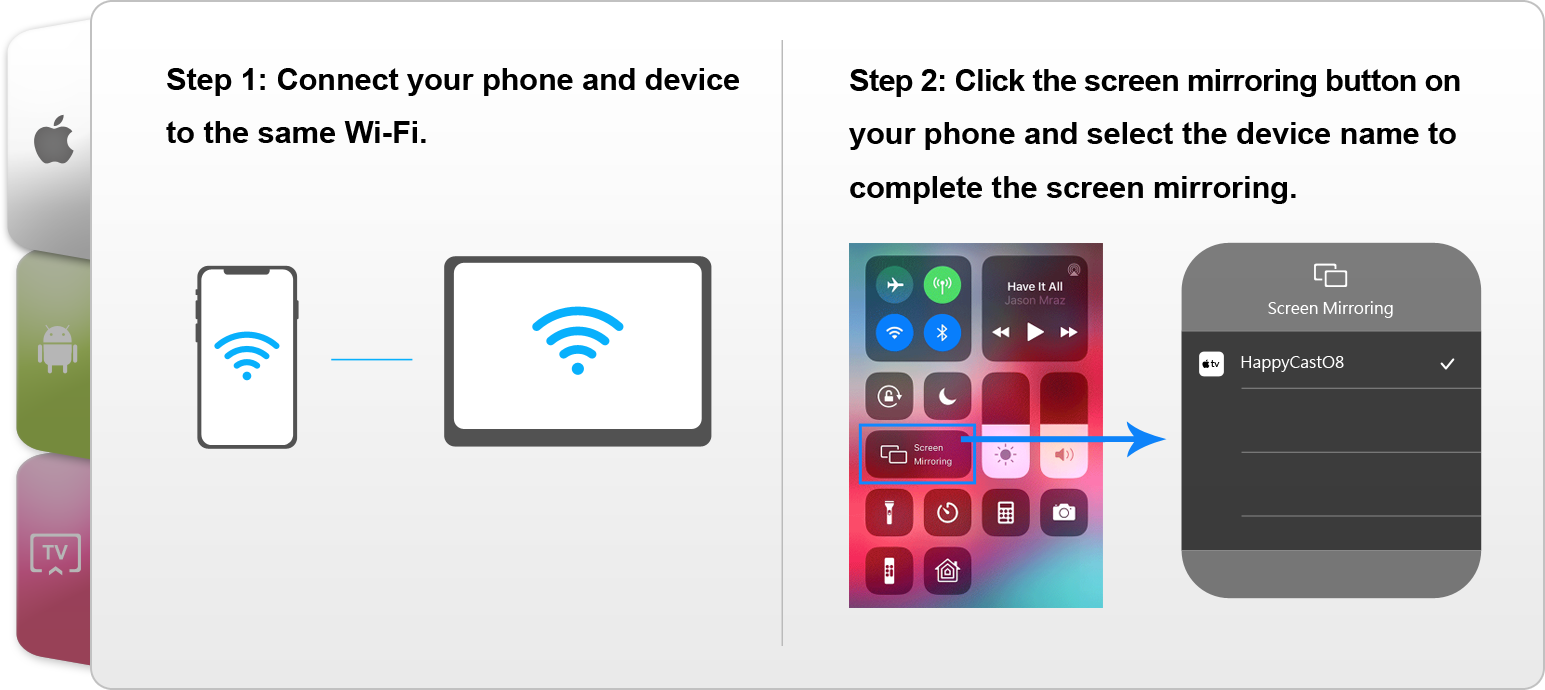 Step 1: Connect your phone and device
to the same Wi-Fi.
Step 2: Click the screen mirroring button on
your phone and select the device name to
complete the screen mirroring.
TV
Have It All
Jason Mraz
Screen
Mirroring
Screen Mirroring
tv
HappyCastO8